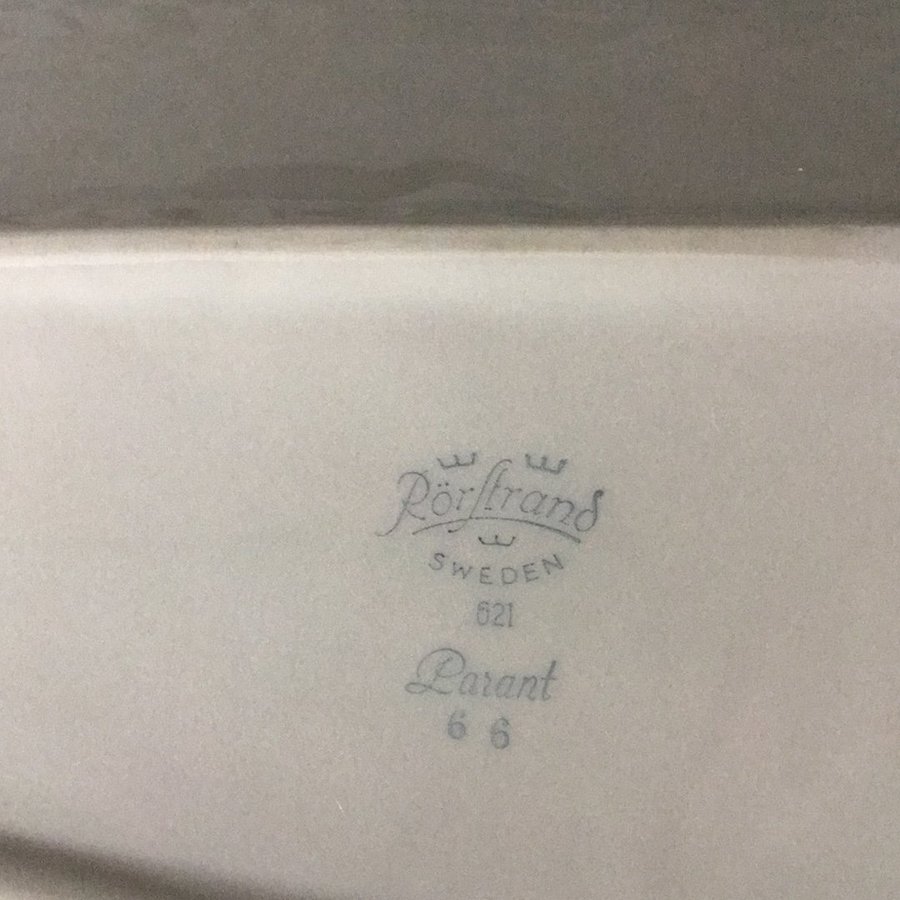 Rörstrand
SWEDEN
621
Parant
6 6